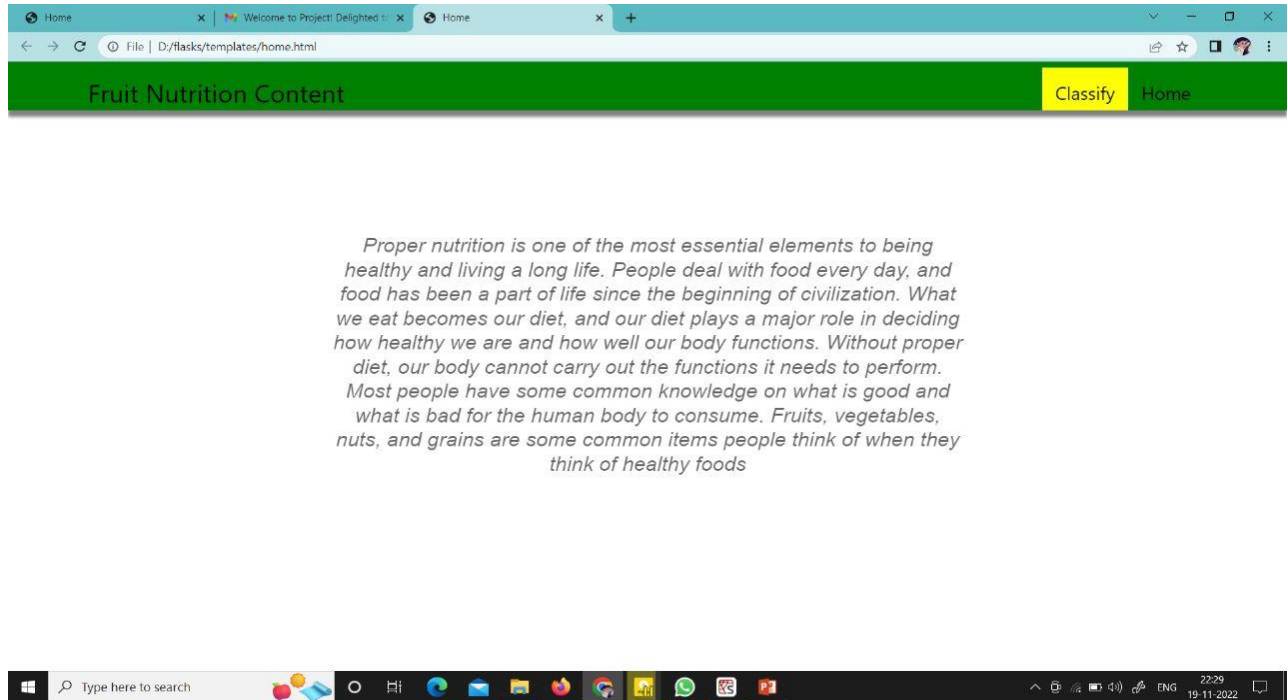 Home
Welcome to Project! Delighted t
Home
File | D:/flasks/templates/home.html
Fruit Nutrition Content
Classify
Home
Proper nutrition is one of the most essential elements to being
healthy and living a long life. People deal with food every day, and
food has been a part of life since the beginning of civilization. What
we eat becomes our diet, and our diet plays a major role in deciding
how healthy we are and how well our body functions. Without proper
diet, our body cannot carry out the functions it needs to perform.
Most people have some common knowledge on what is good and
what is bad for the human body to consume. Fruits, vegetables,
nuts, and grains are some common items people think of when they
think of healthy foods
Type here to search
ENG
22:29
19-11-2022